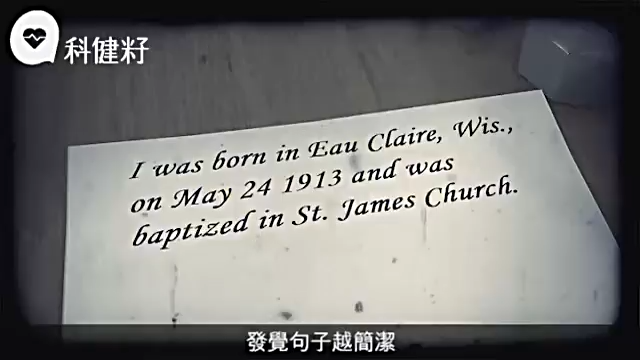 科健籽
I was born in Eau Claire, Wis.,
on May 24 1913 and was
baptized in St. James Church.
發覺句子越簡潔